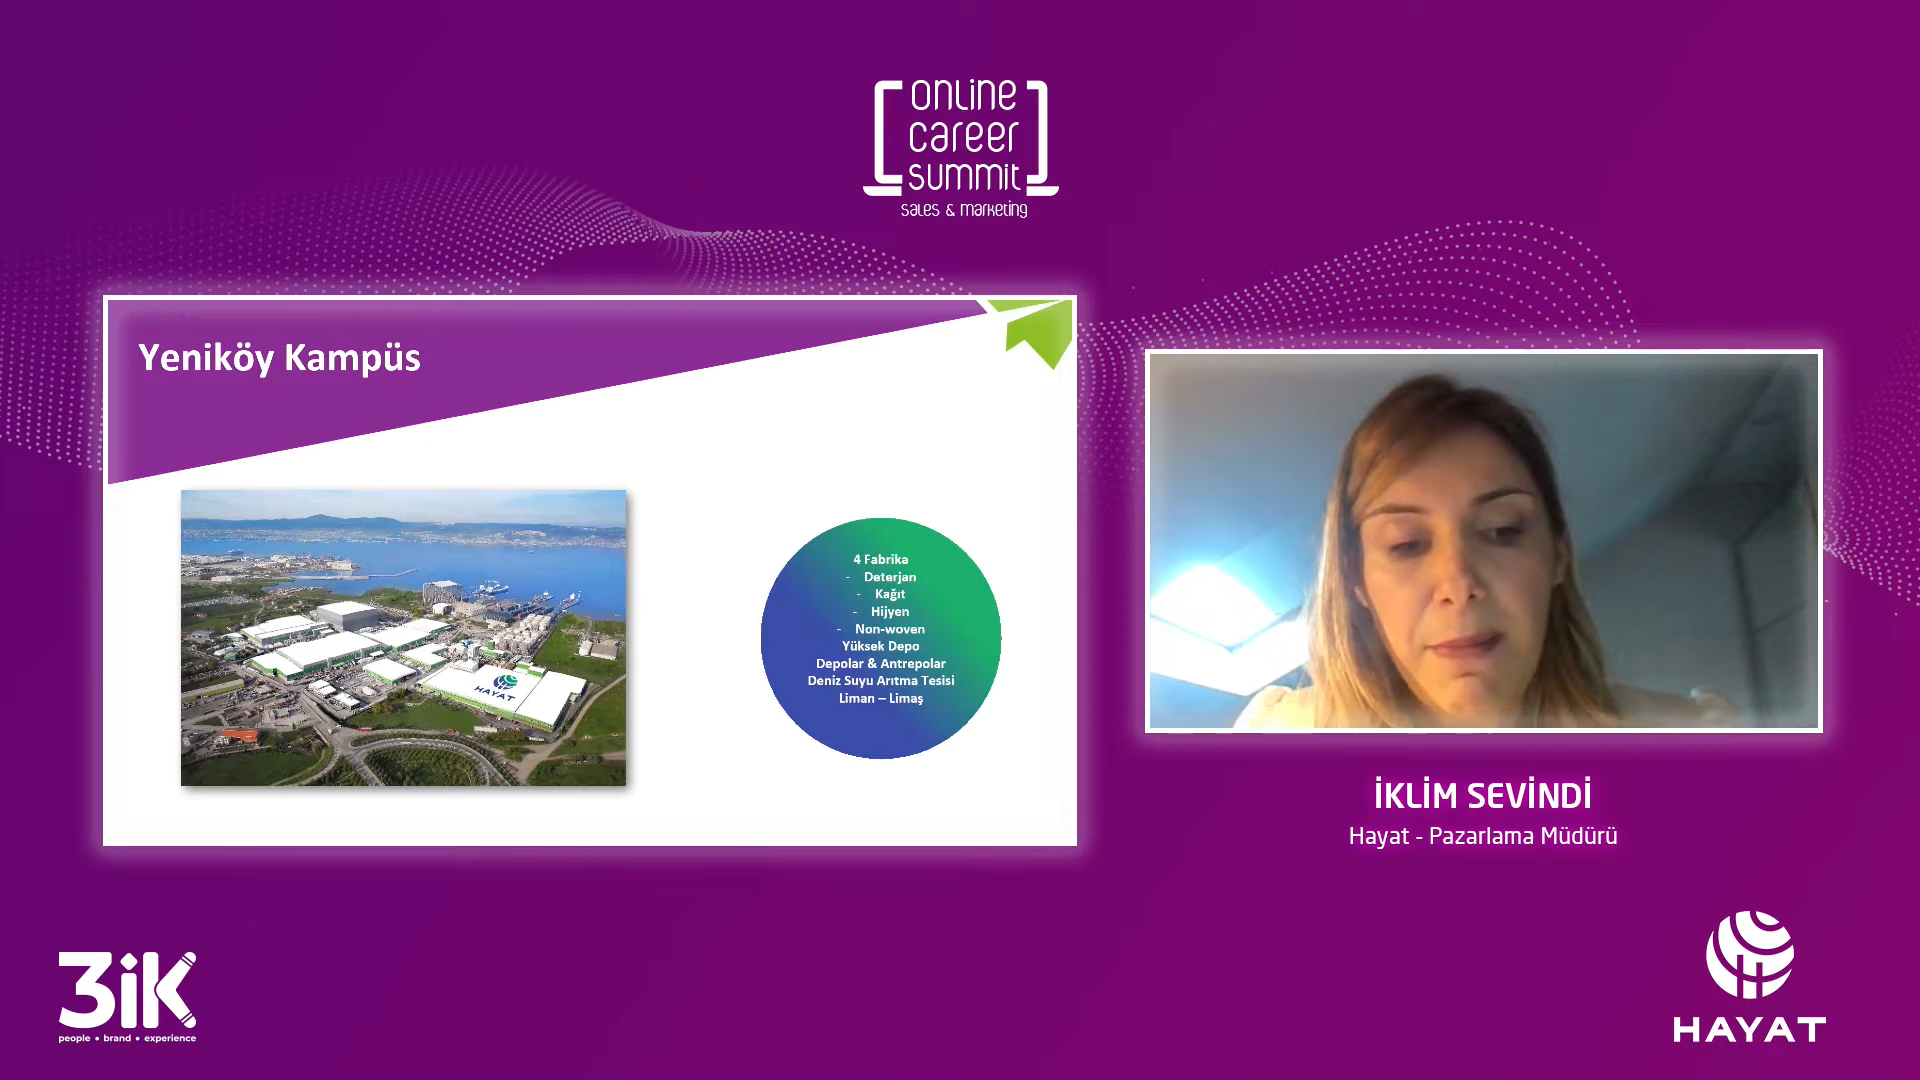 online
career
summit
sales & marketing
Yeniköy Kampüs
HAYAT
4 Fabrika
- Deterjan
- Kağıt
- Hijyen
- Non-woven
Yüksek Depo
Depolar & Antrepolar
Deniz Suyu Arıtma Tesisi
Liman – Limaş
İKLİM SEVİNDİ
Hayat - Pazarlama Müdürü
3iK
people • brand • experience
HAYAT